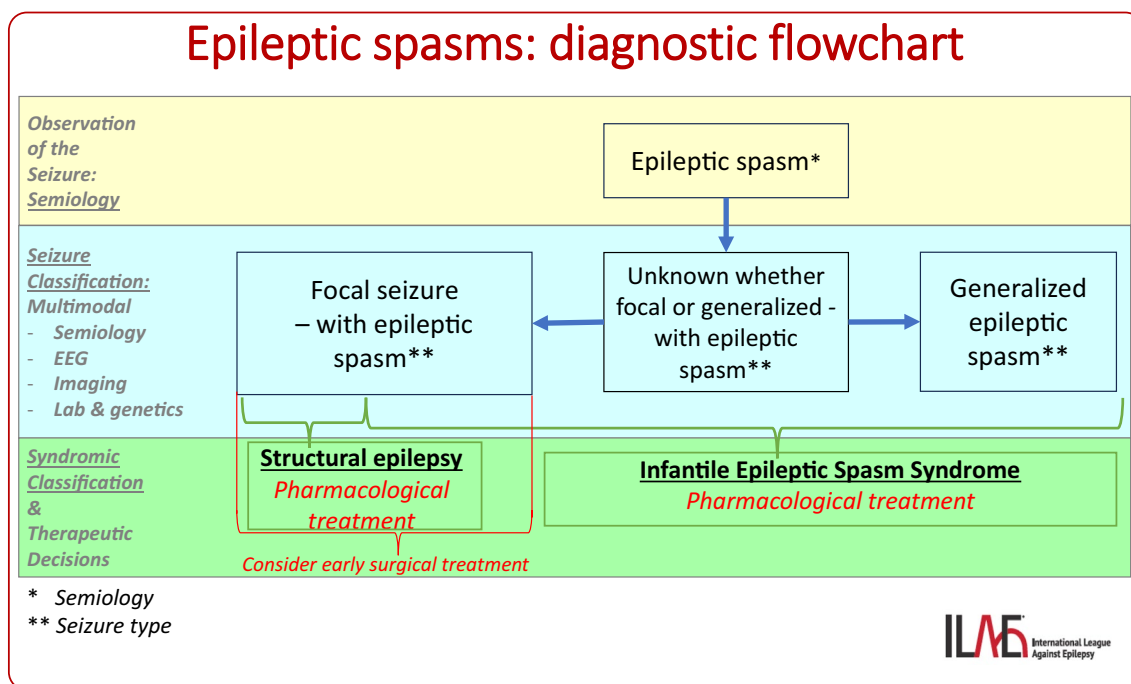 Epileptic spasms: diagnostic flowchart
Observation
of the
Seizure:
Semiology
Epileptic spasm*
Seizure
Classification:
Multimodal
- Semiology
- EEG
- Imaging
- Lab & genetics
Focal seizure
– with epileptic
spasm**
Unknown whether
focal or generalized -
with epileptic
spasm**
Generalized
epileptic
spasm**
Syndromic
Classification
&
Therapeutic
Decisions
Structural epilepsy
Pharmacological
treatment
Consider early surgical treatment
Infantile Epileptic Spasm Syndrome
Pharmacological treatment
* Semiology
** Seizure type
ILAE
International League
Against Epilepsy